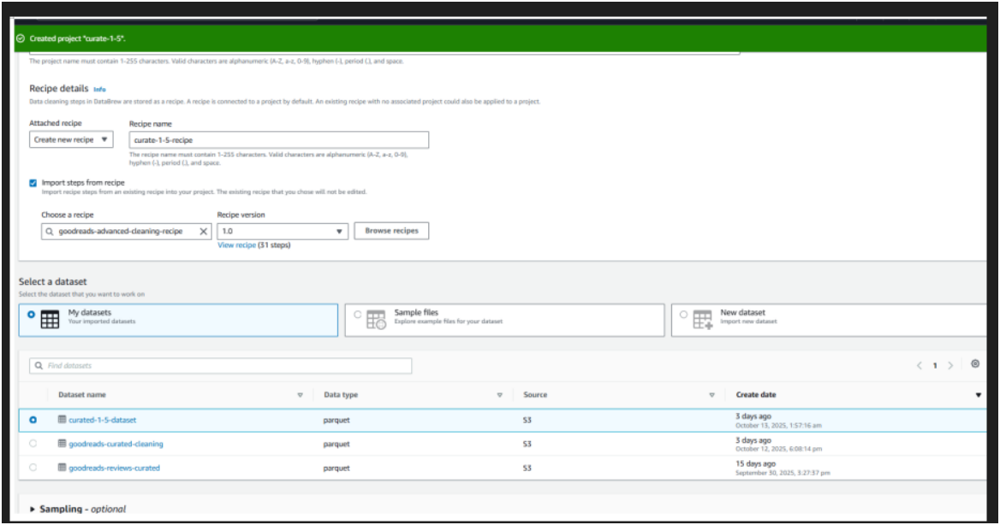 Created project "curate-1-5".
The project name must contain 1-255 characters. Valid characters are alphanumeric (A-Z, a-z, 0-9), hyphen (-), period (.), and space.
Recipe details Info
Data cleaning steps in DataBrew are stored as a recipe. A recipe is connected to a project by default. An existing recipe with no associated project could also be applied to a project.
Attached recipe Recipe name
Create new recipe curate-1-5-recipe
The recipe name must contain 1-255 characters. Valid characters are alphanumeric (A-Z, a-z, 0-9),
hyphen (-), period (.), and space.
Import steps from recipe
Import recipe steps from an existing recipe into your project. The existing recipe that you chose will not be edited.
Choose a recipe Recipe version
goodreads-advanced-cleaning-recipe 1.0 Browse recipes
View recipe (31 steps)
Select a dataset
Select the dataset that you want to work on
My datasets Sample files New dataset
Your imported datasets Explore example files for your dataset Import new dataset
Find datasets 1
Dataset name Data type Source Create date
curated-1-5-dataset parquet S3 3 days ago
October 13, 2025, 1:57:16 am
goodreads-curated-cleaning parquet S3 3 days ago
October 12, 2025, 6:08:14 pm
goodreads-reviews-curated parquet S3 15 days ago
September 30, 2025, 3:27:37 pm
Sampling - optional